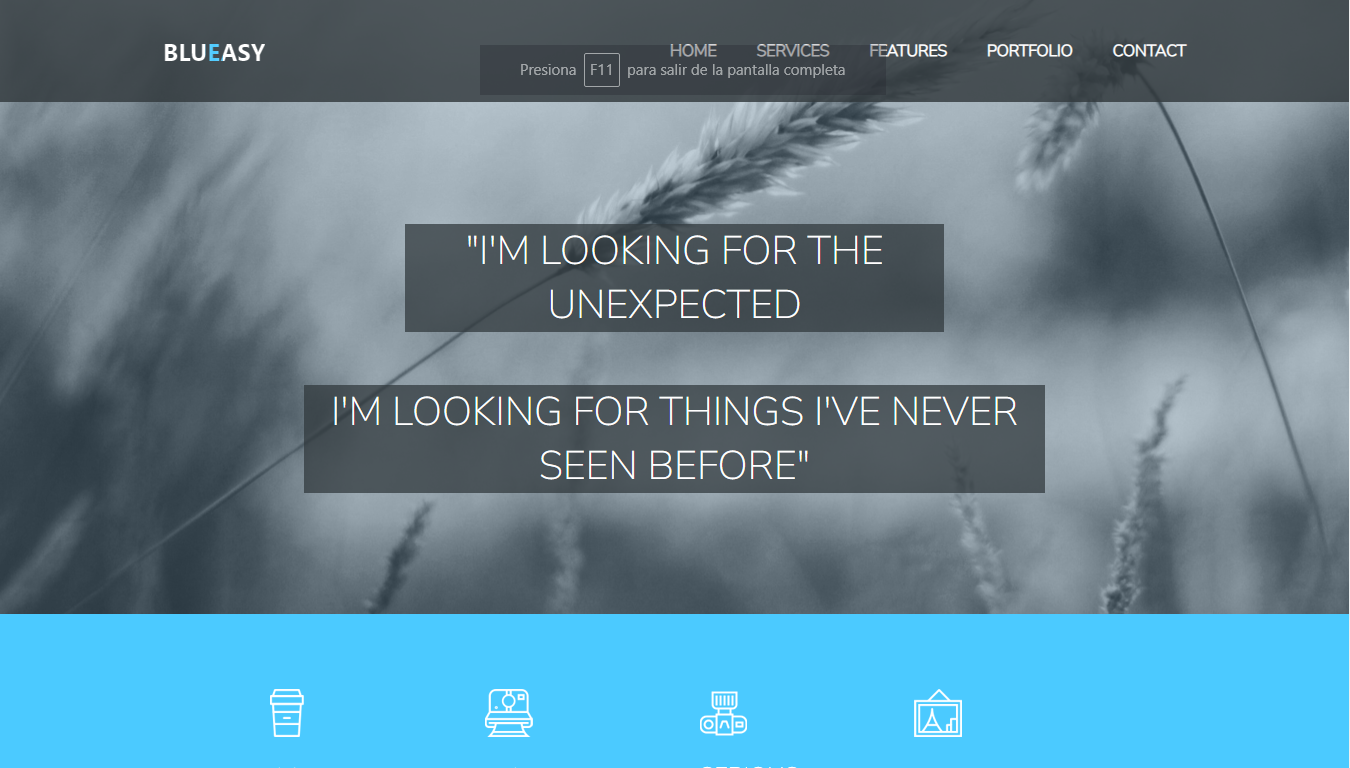 BLUEASY
HOME SERVICES FEATURES PORTFOLIO CONTACT
Presiona F11 para salir de la pantalla completa
"I'M LOOKING FOR THE
UNEXPECTED
I'M LOOKING FOR THINGS I'VE NEVER
SEEN BEFORE"